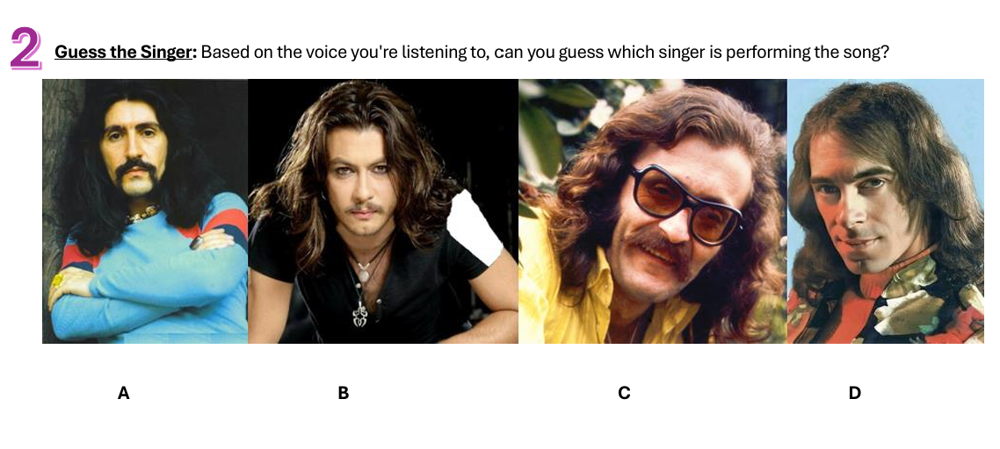 2 Guess the Singer: Based on the voice you're listening to, can you guess which singer is performing the song?
A B C D